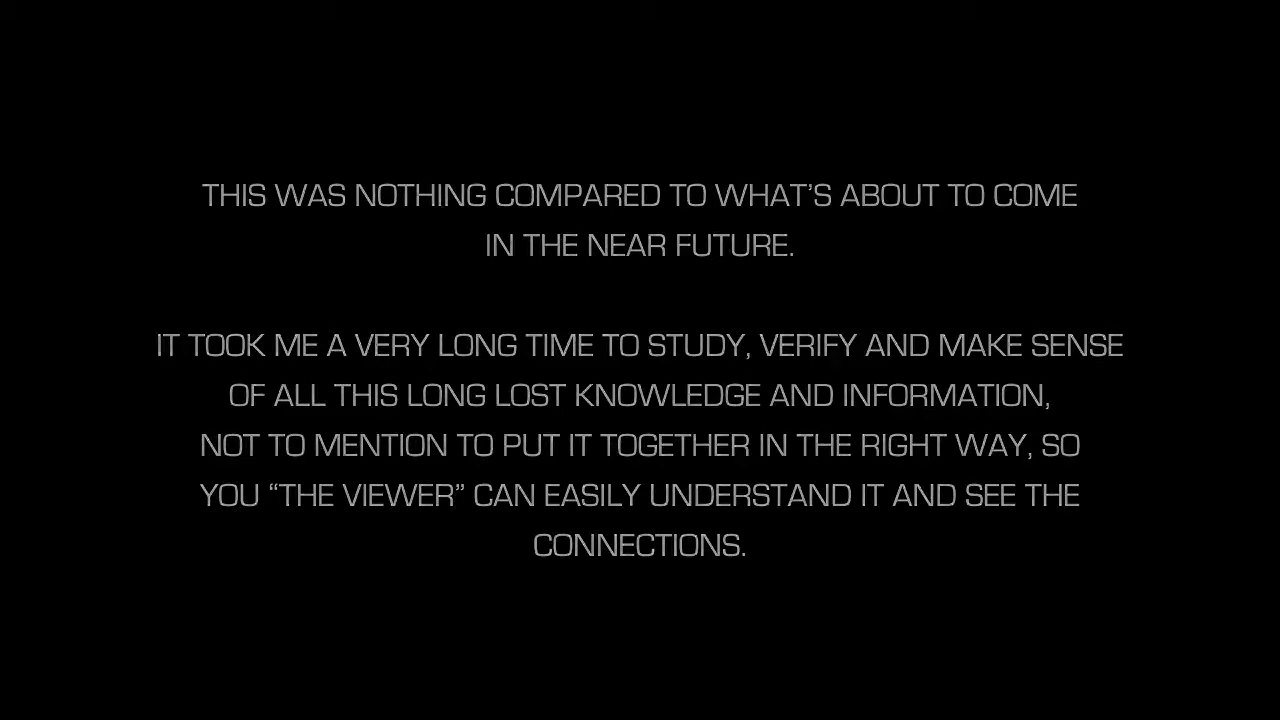 THIS WAS NOTHING COMPARED TO WHAT’S ABOUT TO COME
IN THE NEAR FUTURE.
IT TOOK ME A VERY LONG TIME TO STUDY, VERIFY AND MAKE SENSE
OF ALL THIS LONG LOST KNOWLEDGE AND INFORMATION,
NOT TO MENTION TO PUT IT TOGETHER IN THE RIGHT WAY, SO
YOU “THE VIEWER” CAN EASILY UNDERSTAND IT AND SEE THE
CONNECTIONS.